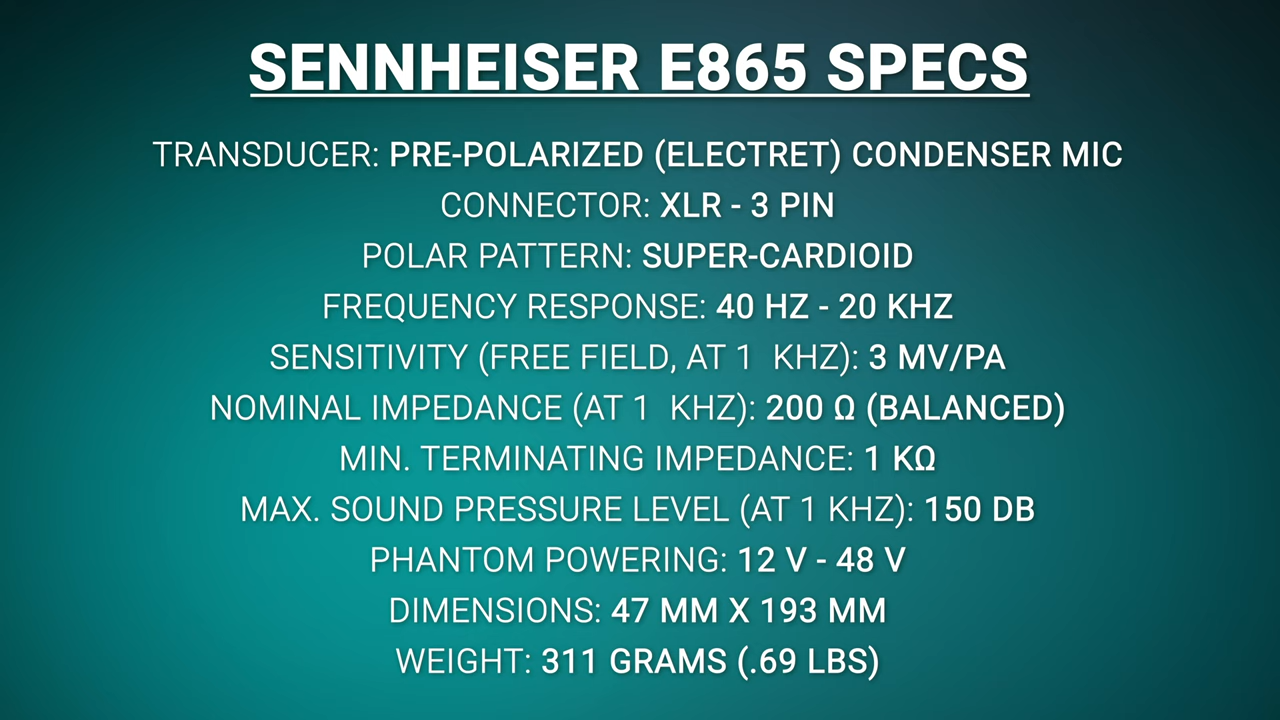 SENNHEISER E865 SPECS
TRANSDUCER: PRE-POLARIZED (ELECTRET) CONDENSER MIC
CONNECTOR: XLR - 3 PIN
POLAR PATTERN: SUPER-CARDIOID
FREQUENCY RESPONSE: 40 HZ - 20 KHZ
SENSITIVITY (FREE FIELD, AT 1  KHZ): 3 MV/PA
NOMINAL IMPEDANCE (AT 1  KHZ): 200 Ω (BALANCED)
MIN. TERMINATING IMPEDANCE: 1 KΩ
MAX. SOUND PRESSURE LEVEL (AT 1 KHZ): 150 DB
PHANTOM POWERING: 12 V - 48 V
DIMENSIONS: 47 MM X 193 MM
WEIGHT: 311 GRAMS (.69 LBS)